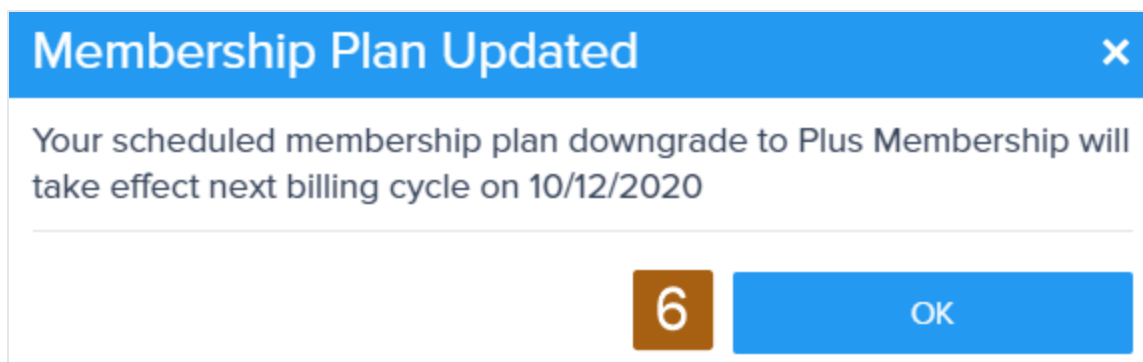 Membership Plan Updated
Your scheduled membership plan downgrade to Plus Membership will
take effect next billing cycle on 10/12/2020
6
OK